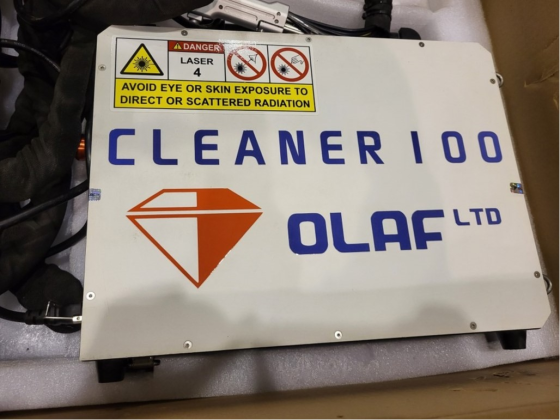 DANGER
LASER
4
AVOID EYE OR SKIN EXPOSURE TO
DIRECT OR SCATTERED RADIATION
CLEANER 100
OLAF LTD